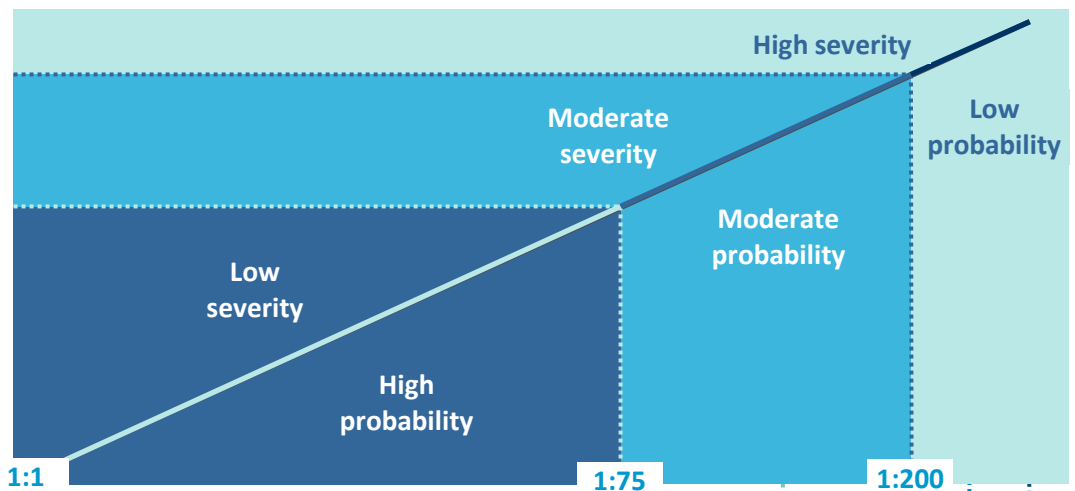 High severity
Low
probability
Moderate
severity
Moderate
probability
Low
severity
High
probability
1:1
1:75
1:200